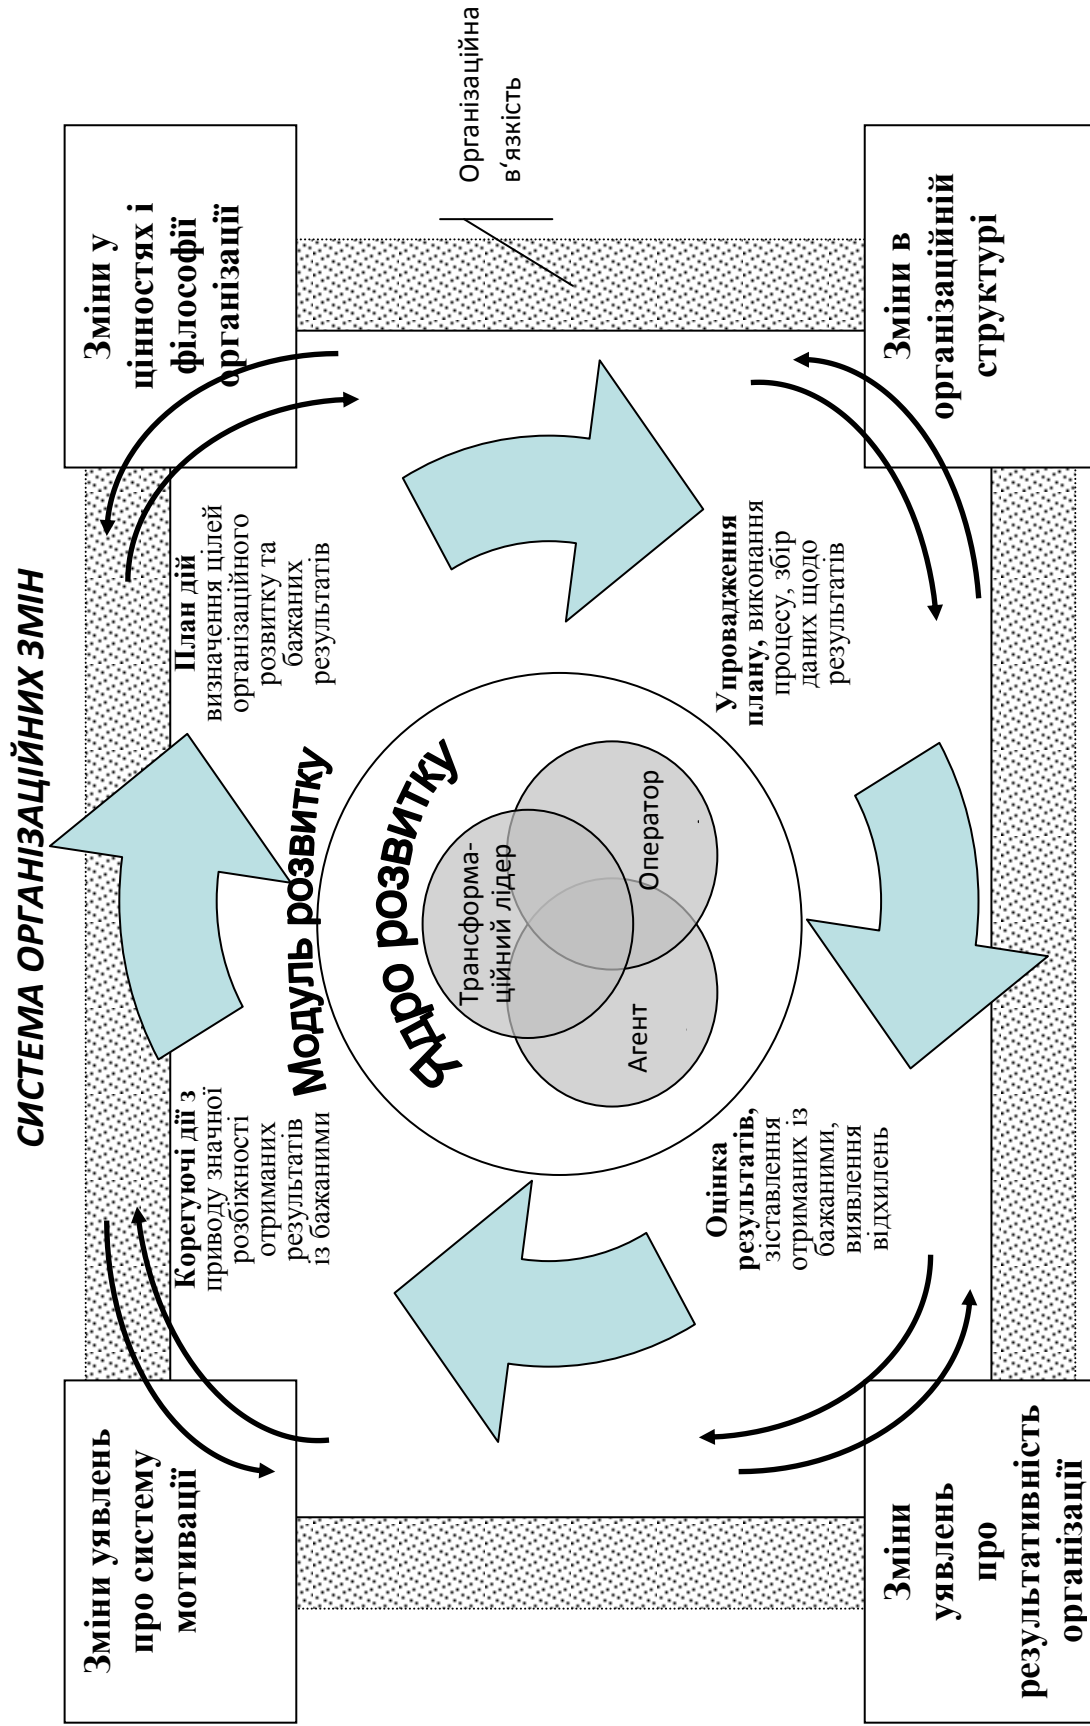 СИСТЕМА ОРГАНІЗАЦІЙНИХ ЗМІН
Зміни уявлень
про систему
мотивації
Зміни у
цінностях і
філософії
організації
Корегуючі дії з
приводу значної
розбіжності
отриманих
результатів
із бажаними
План дій
визначення цілей
організаційного
розвитку та
бажаних
результатів
Модуль розвитку
Ядро розвитку
Трансформа-
ційний лідер
Агент
Оператор
Організаційна
в‘язкість
Оцінка
результатів,
зіставлення
отриманих із
бажаними,
виявлення
відхилень
Упровадження
плану, виконання
процесу, збір
даних щодо
результатів
Зміни
уявлень
про
результативність
організації
Зміни в
організаційній
структурі